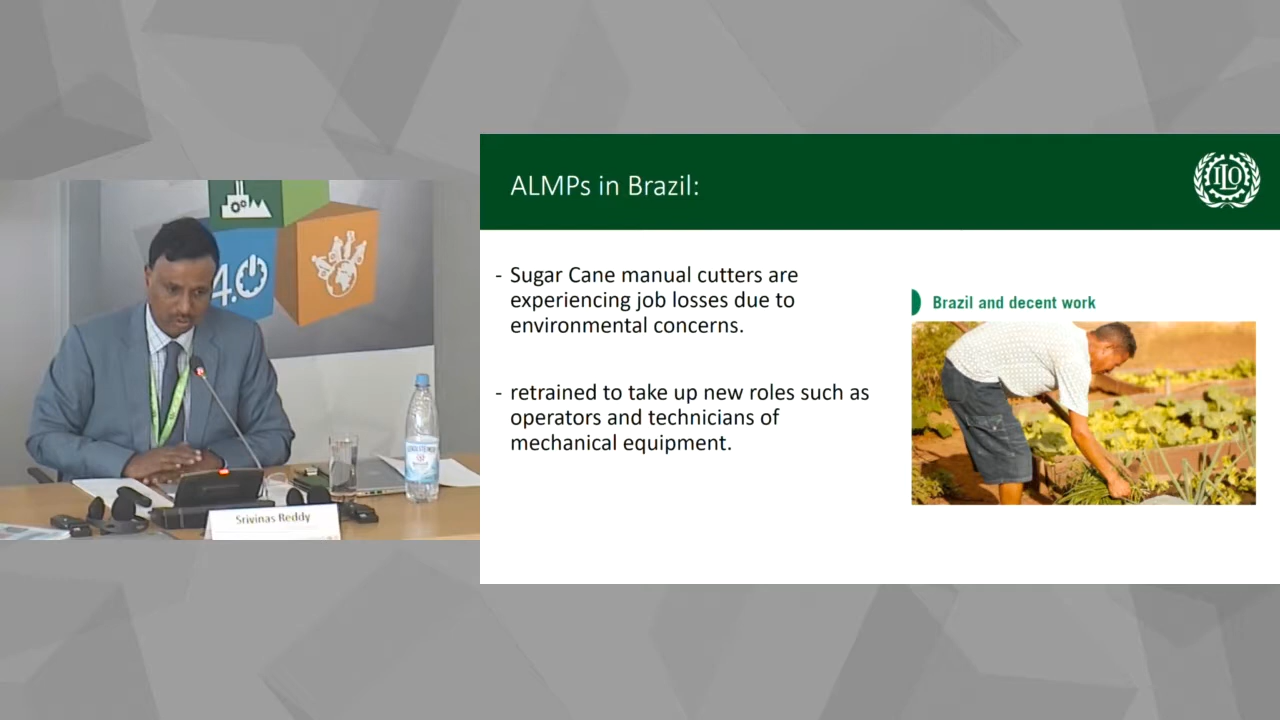 ALMPs in Brazil:
ILO
- Sugar Cane manual cutters are
experiencing job losses due to
environmental concerns.
- retrained to take up new roles such as
operators and technicians of
mechanical equipment.
Brazil and decent work
4.0
Srivinas Reddy